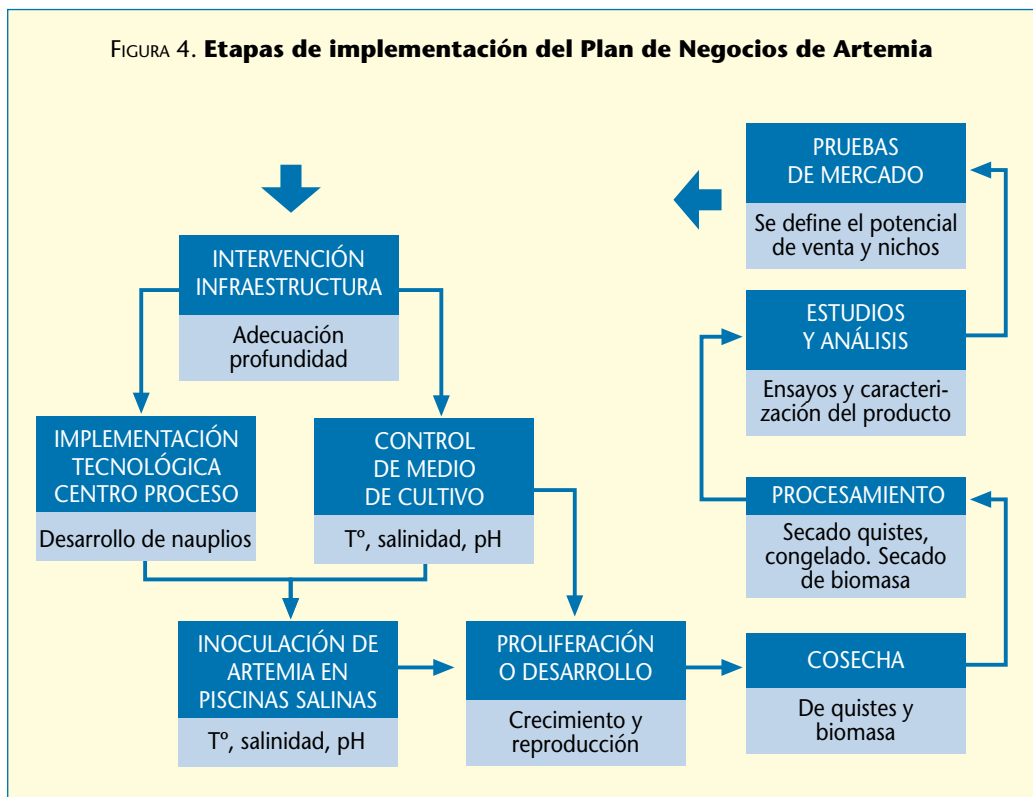 FIGURA 4. Etapas de implementación del Plan de Negocios de Artemia
INTERVENCIÓN
INFRAESTRUCTURA
Adecuación
profundidad
IMPLEMENTACIÓN
TECNOLÓGICA
CENTRO PROCESO
Desarrollo de nauplios
CONTROL
DE MEDIO
DE CULTIVO
Tº, salinidad, pH
INOCULACIÓN DE
ARTEMIA EN
PISCINAS SALINAS
Tº, salinidad, pH
PROLIFERACIÓN
O DESARROLLO
Crecimiento y
reproducción
COSECHA
De quistes y
biomasa
PROCESAMIENTO
Secado quistes,
congelado. Secado
de biomasa
ESTUDIOS
Y ANÁLISIS
Ensayos y caracteri-
zación del producto
PRUEBAS
DE MERCADO
Se define el potencial
de venta y nichos